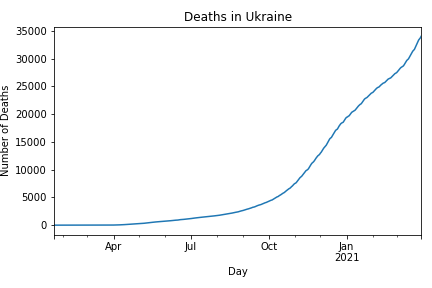 Deaths in Ukraine
Number of Deaths
35000
30000
25000
20000
15000
10000
5000
0
Apr
Jul
Oct
Jan
2021
Day